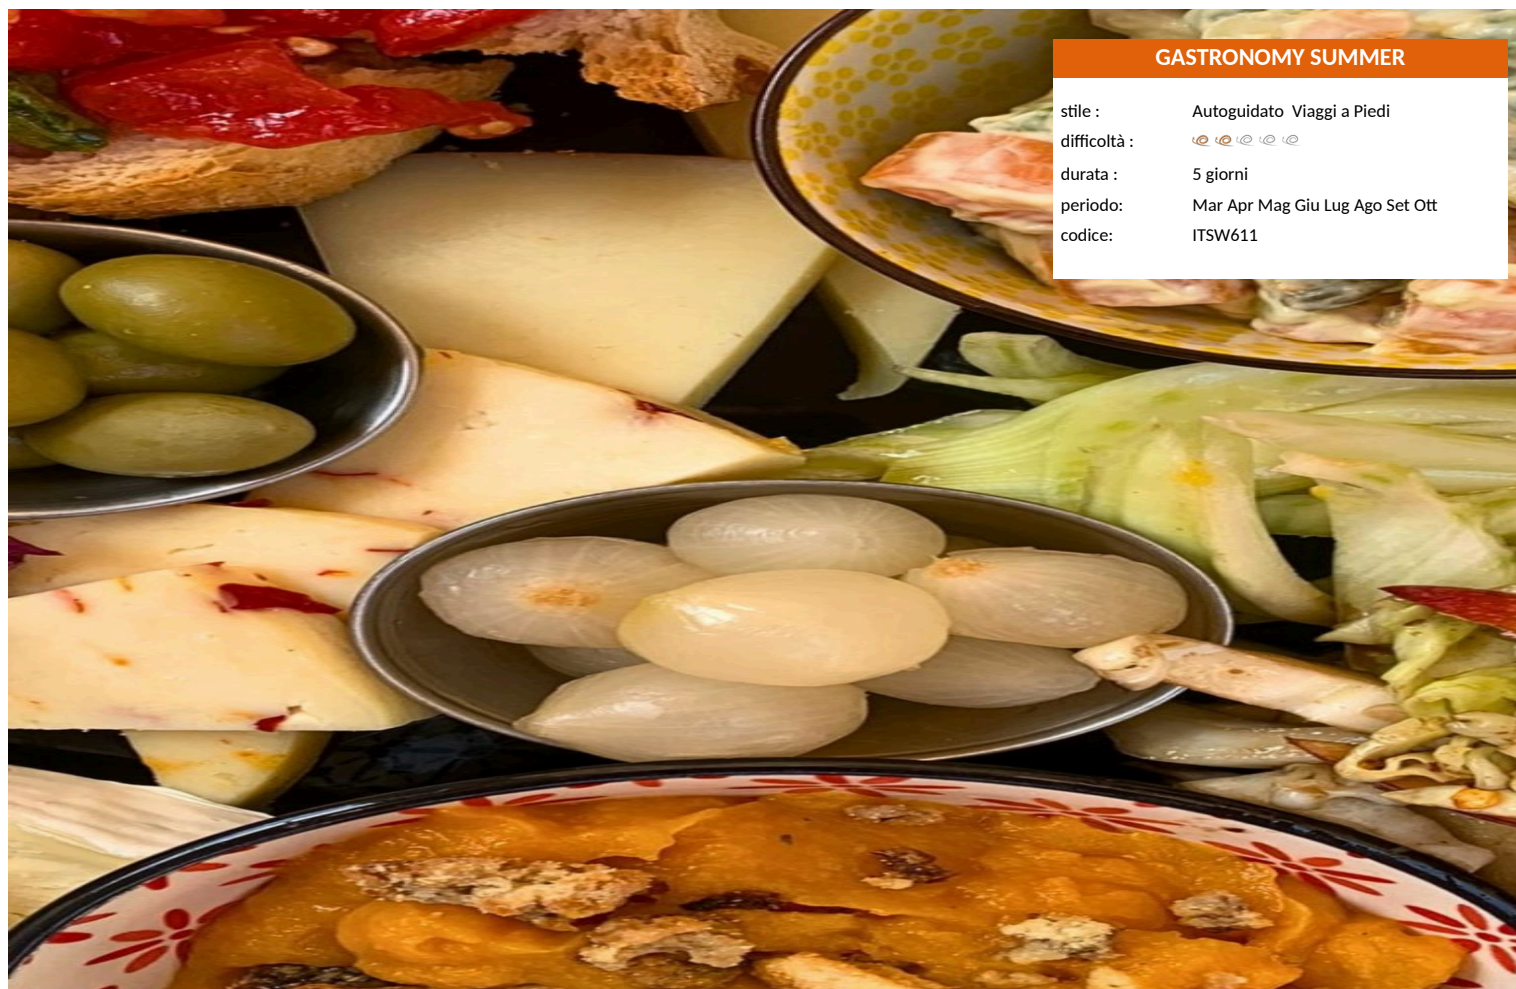 GASTRONOMY SUMMER
stile : Autoguidato  Viaggi a Piedi
difficoltà :
durata : 5 giorni
periodo: Mar Apr Mag Giu Lug Ago Set Ott
codice: ITSW611